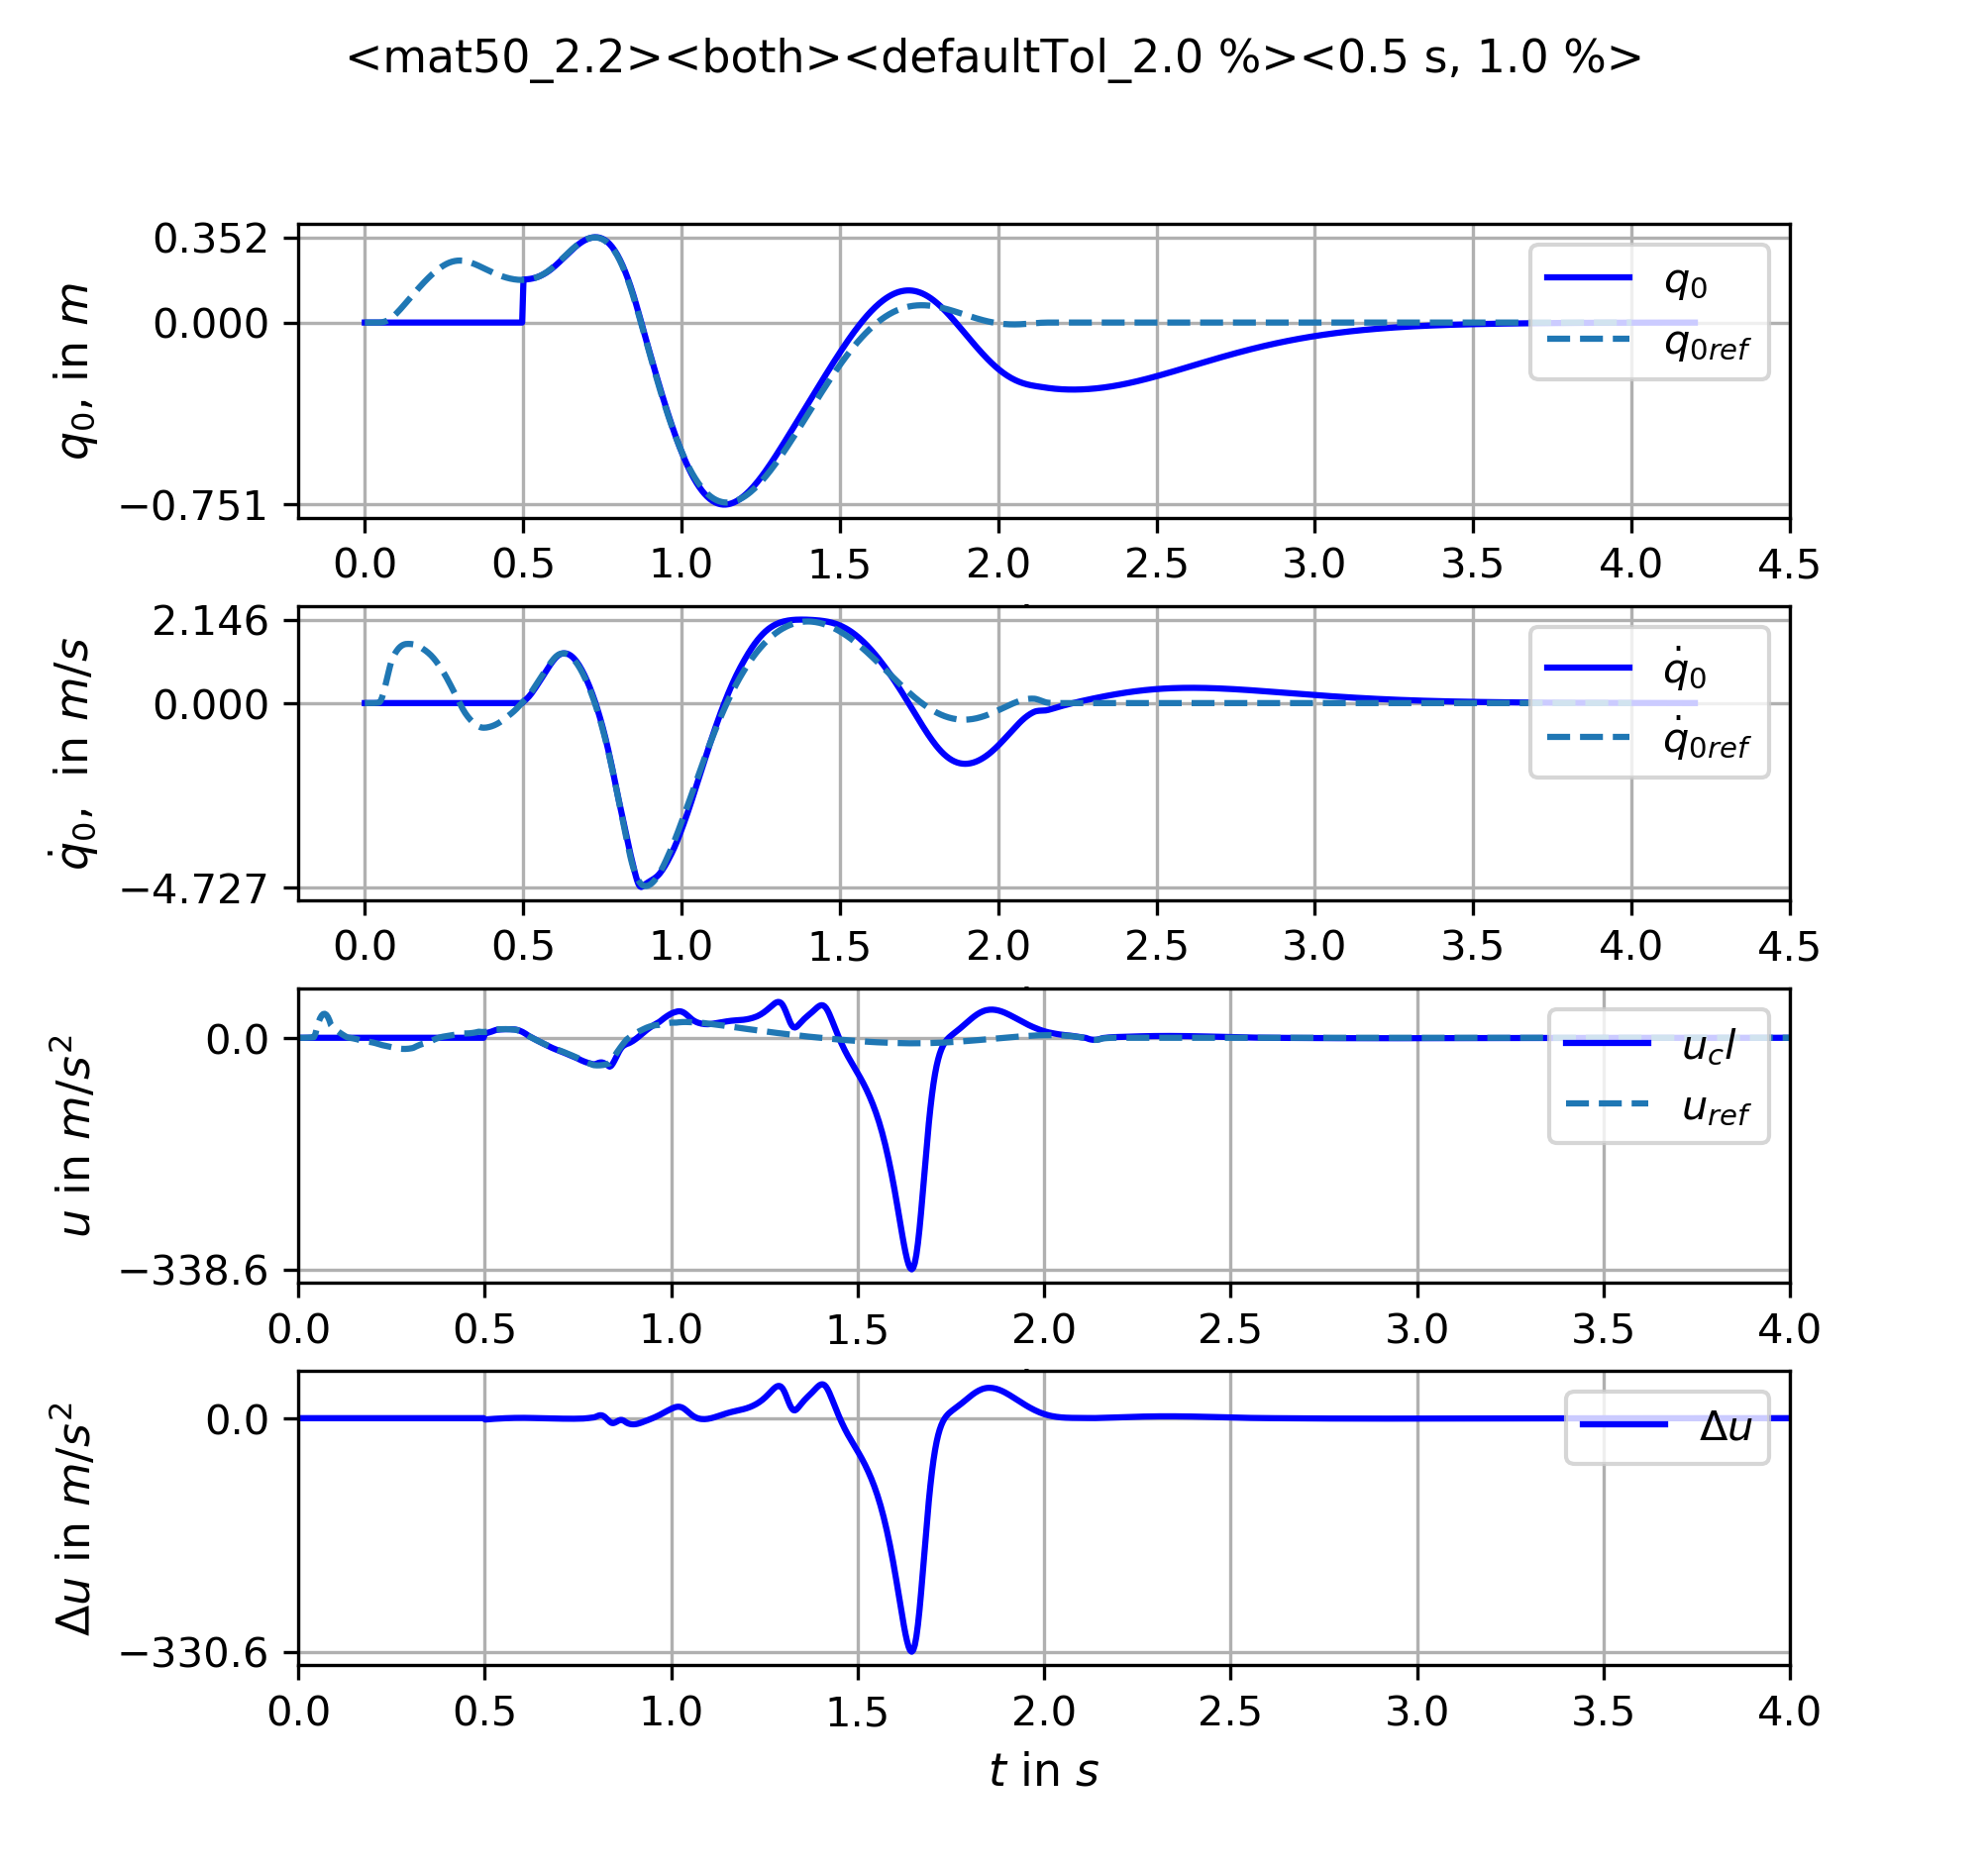 <mat50_2.2><both><defaultTol_2.0 %><0.5 s, 1.0 %>
0.352
0.000
−0.751
q₀, in m
q₀
q₀ref
0.0 0.5 1.0 1.5 2.0 2.5 3.0 3.5 4.0 4.5
2.146
0.000
−4.727
q̇₀, in m/s
q̇₀
q̇₀ref
0.0 0.5 1.0 1.5 2.0 2.5 3.0 3.5 4.0 4.5
0.0
−338.6
u in m/s²
u_cl
u_ref
0.0 0.5 1.0 1.5 2.0 2.5 3.0 3.5 4.0
0.0
−330.6
Δu in m/s²
Δu
0.0 0.5 1.0 1.5 2.0 2.5 3.0 3.5 4.0
t in s